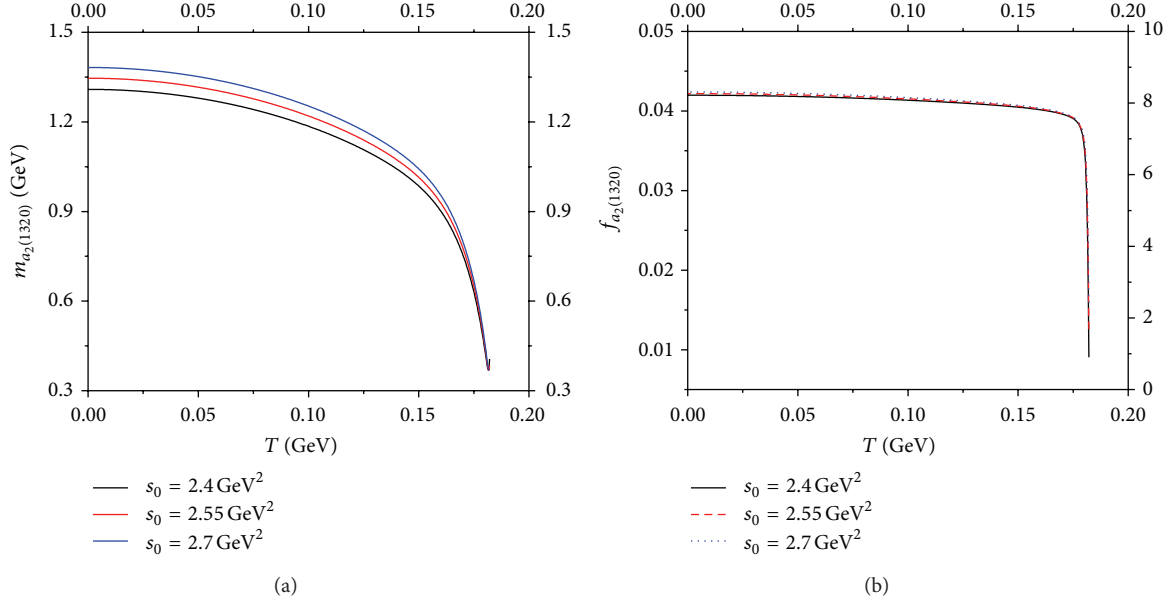 0.00 0.05 0.10 0.15 0.20
1.5 1.5
1.2 1.2
0.9 0.9
0.6 0.6
0.3 0.3
m_{a_2(1320)} (GeV)
0.00 0.05 0.10 0.15 0.20
T (GeV)
s_0 = 2.4 GeV^2
s_0 = 2.55 GeV^2
s_0 = 2.7 GeV^2
(a)
0.00 0.05 0.10 0.15 0.20
0.05 10
0.04 8
0.03 6
0.02 4
0.01 2
0
f_{a_2(1320)}
0.00 0.05 0.10 0.15 0.20
T (GeV)
s_0 = 2.4 GeV^2
s_0 = 2.55 GeV^2
s_0 = 2.7 GeV^2
(b)